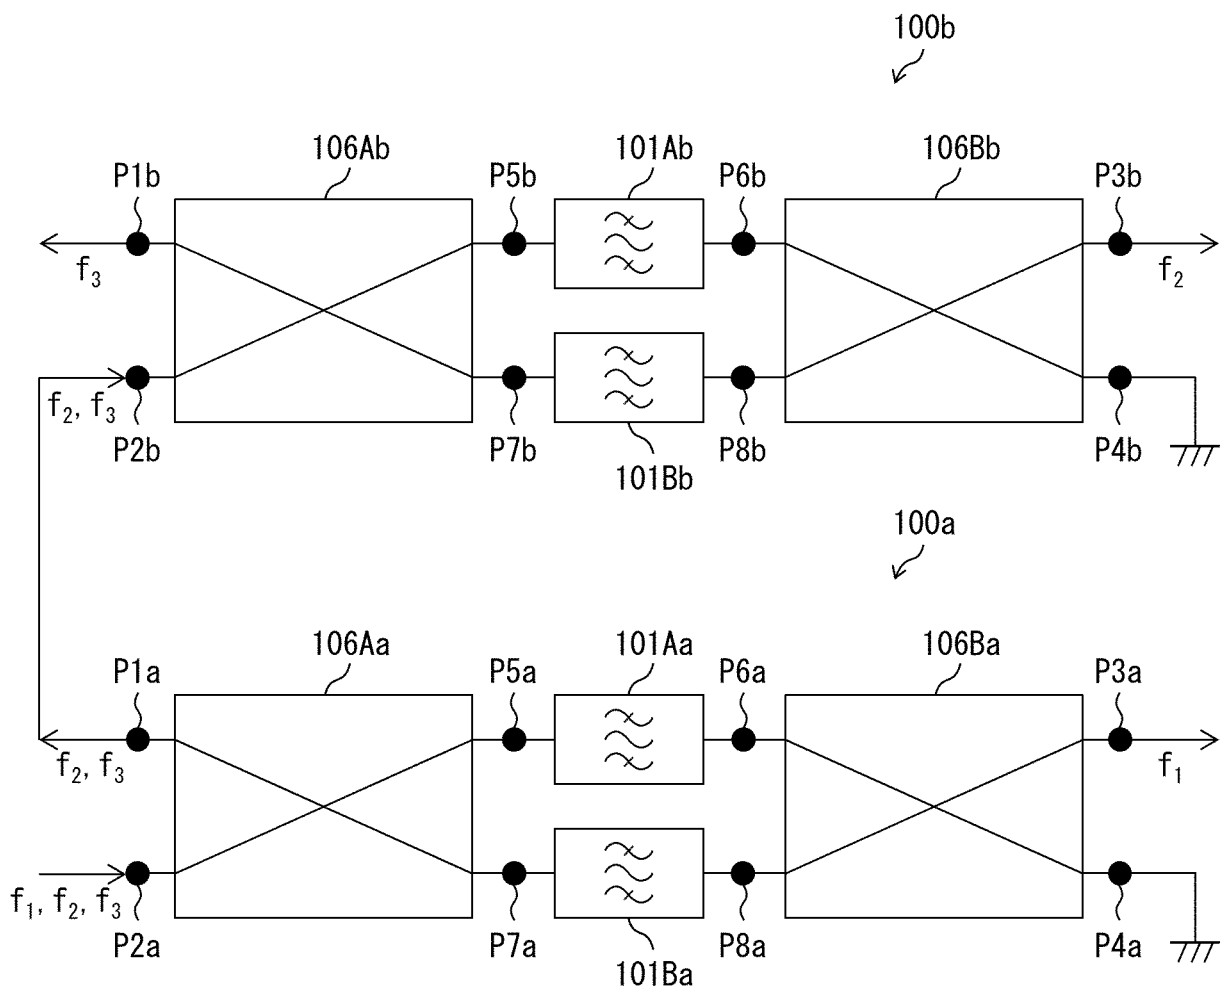 100b
106Ab 101Ab 106Bb
P1b P5b P6b P3b
f3 f2
f2, f3
P2b P7b P8b P4b
101Bb
100a
106Aa 101Aa 106Ba
P1a P5a P6a P3a
f2, f3 f1
f1, f2, f3
P2a P7a P8a P4a
101Ba